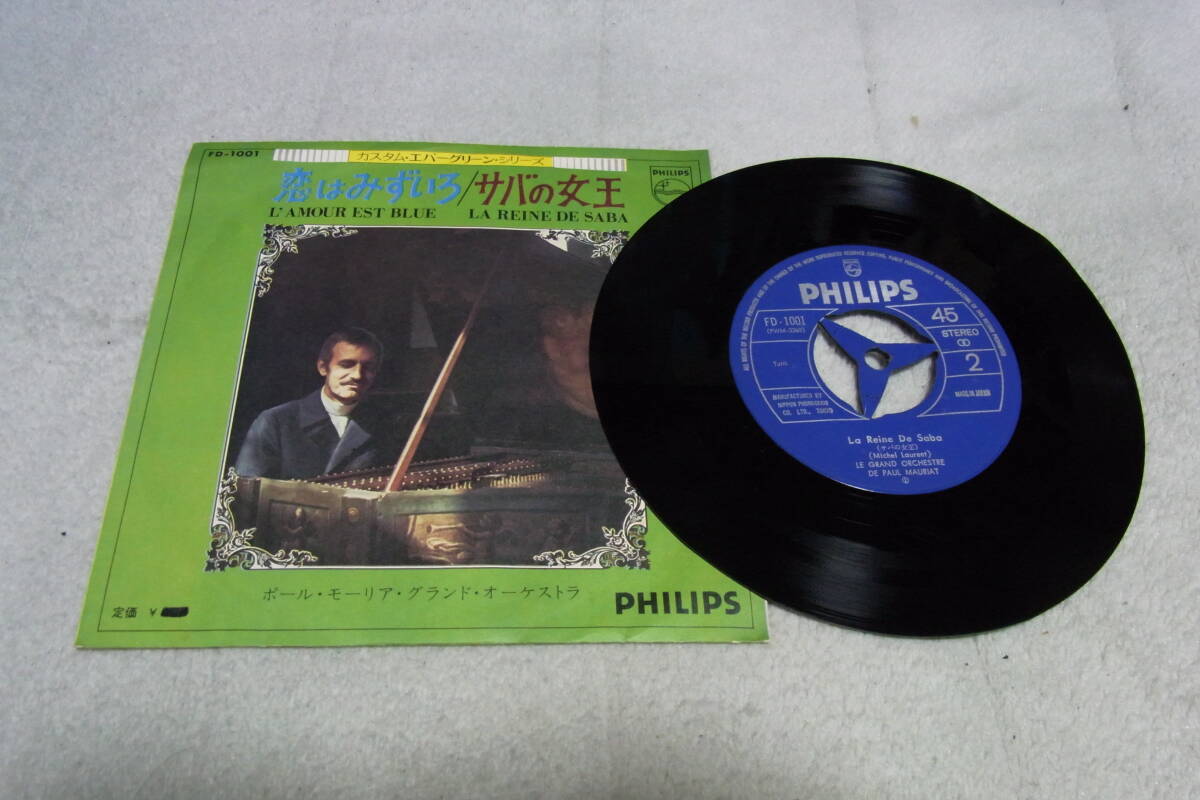 FD-1001
カスタム・エバーグリーン・シリーズ
恋はみずいろ/サバの女王
L'AMOUR EST BLUE LA REINE DE SABA
PHILIPS
ポール・モーリア・グランド・オーケストラ
定価 ¥
PHILIPS
PHILIPS
FD-1001
45
STEREO
2
MANUFACTURED BY
NIPPON PHONOGRAM
CO. LTD., TOKYO
MADE IN JAPAN
La Reine De Saba
(サバの女王)
(Michel Laurent)
LE GRAND ORCHESTRE
DE PAUL MAURIAT